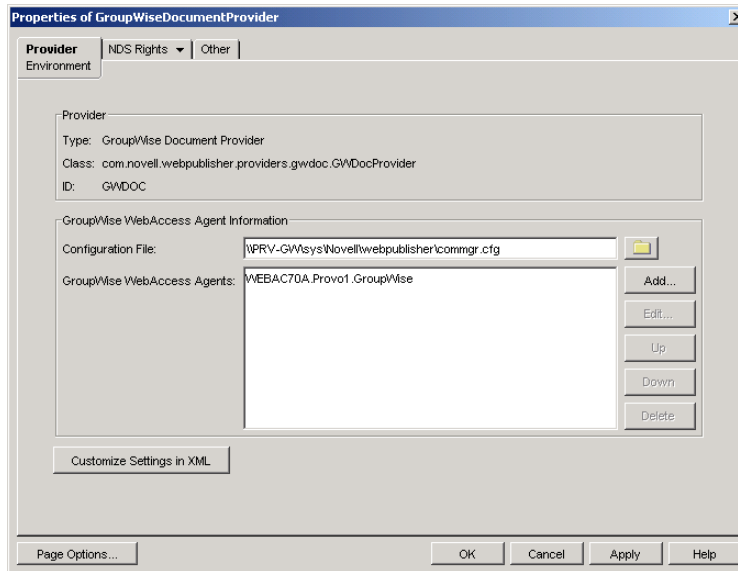 Properties of GroupWiseDocumentProvider
Provider NDS Rights Other
Environment
Provider
Type: GroupWise Document Provider
Class: com.novell.webpublisher.providers.gwdoc.GWDocProvider
ID: GWDOC
GroupWise WebAccess Agent Information
Configuration File: \\PRV-GW\sys\Novell\webpublisher\commgr.cfg
GroupWise WebAccess Agents: WEBAC70A.Provo1.GroupWise
Add...
Edit...
Up
Down
Delete
Customize Settings in XML
Page Options... OK Cancel Apply Help